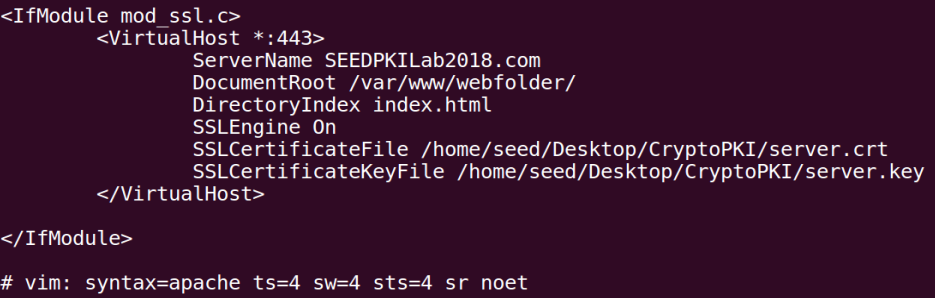 <IfModule mod_ssl.c>
<VirtualHost *:443>
ServerName SEEDPKILab2018.com
DocumentRoot /var/www/webfolder/
DirectoryIndex index.html
SSLEngine On
SSLCertificateFile /home/seed/Desktop/CryptoPKI/server.crt
SSLCertificateKeyFile /home/seed/Desktop/CryptoPKI/server.key
</VirtualHost>
</IfModule>
# vim: syntax=apache ts=4 sw=4 sts=4 sr noet